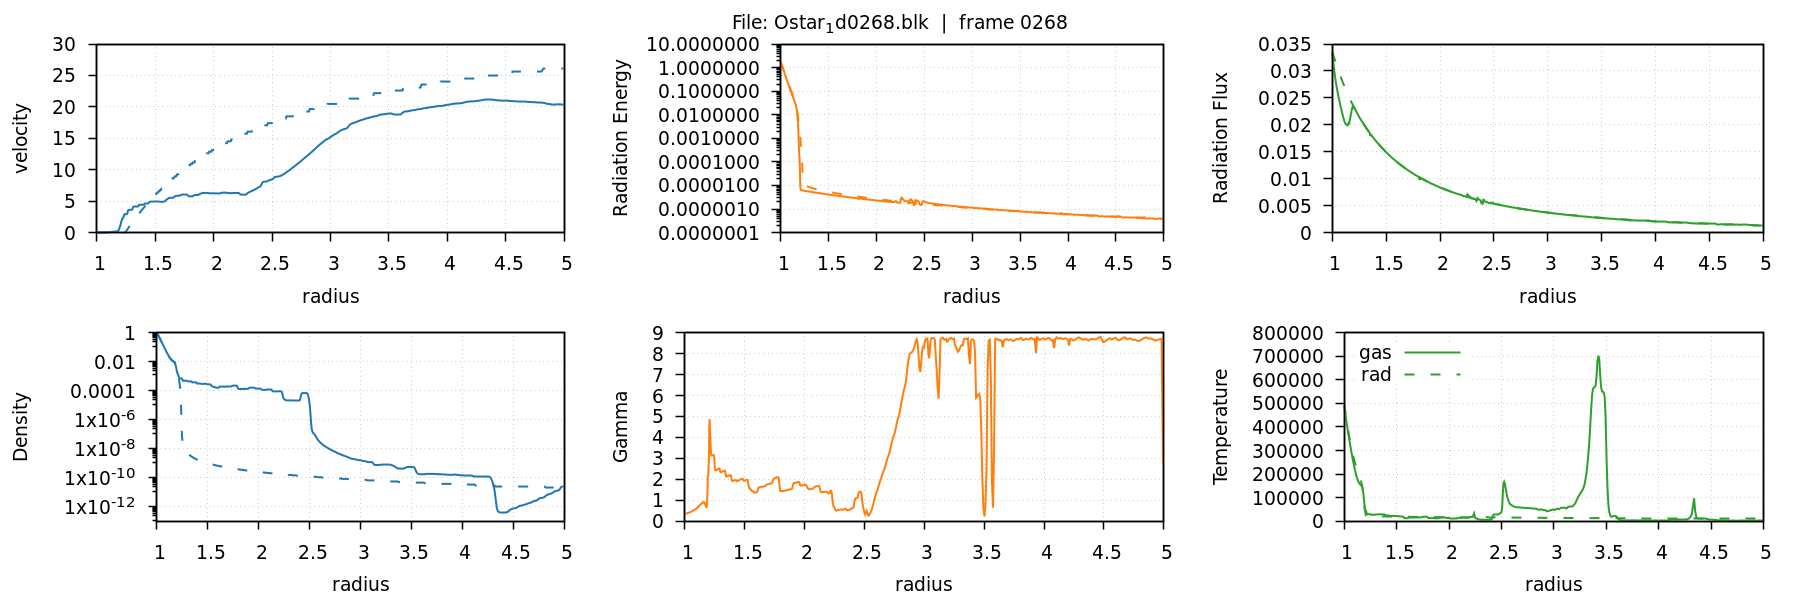 File: Ostar₁d0268.blk | frame 0268
velocity
30
25
20
15
10
5
0
1 1.5 2 2.5 3 3.5 4 4.5 5
radius
Radiation Energy
10.0000000
1.0000000
0.1000000
0.0100000
0.0010000
0.0001000
0.0000100
0.0000010
0.0000001
1 1.5 2 2.5 3 3.5 4 4.5 5
radius
Radiation Flux
0.035
0.03
0.025
0.02
0.015
0.01
0.005
0
1 1.5 2 2.5 3 3.5 4 4.5 5
radius
Density
1
0.01
0.0001
1x10⁻⁶
1x10⁻⁸
1x10⁻¹⁰
1x10⁻¹²
1 1.5 2 2.5 3 3.5 4 4.5 5
radius
Gamma
9
8
7
6
5
4
3
2
1
0
1 1.5 2 2.5 3 3.5 4 4.5 5
radius
Temperature
800000
700000
600000
500000
400000
300000
200000
100000
0
gas
rad
1 1.5 2 2.5 3 3.5 4 4.5 5
radius